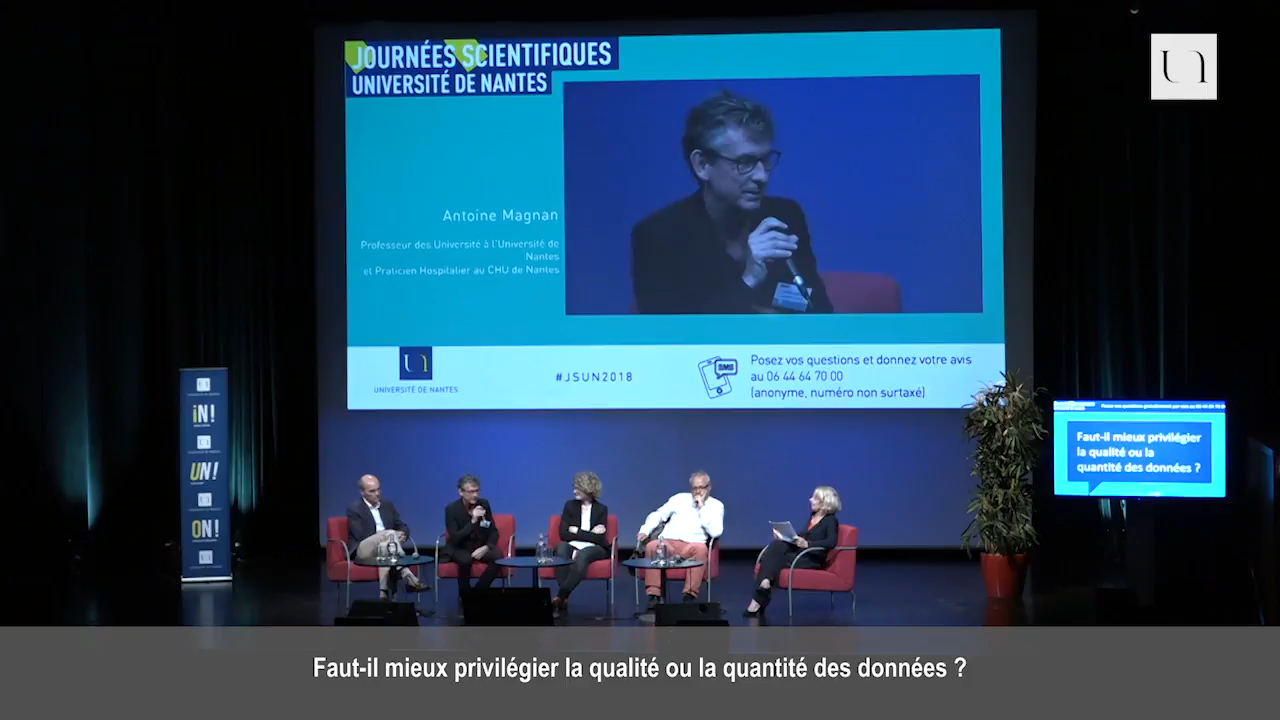 JOURNÉES SCIENTIFIQUES
UNIVERSITÉ DE NANTES
Antoine Magnan
Professeur des Université à l'Université de
Nantes
et Praticien Hospitalier au CHU de Nantes
UNIVERSITÉ DE NANTES
#JSUN2018
SMS
Posez vos questions et donnez votre avis
au 06 44 64 70 00
(anonyme, numéro non surtaxé)
iN!
UN!
ON!
Faut-il mieux privilégier
la qualité ou la
quantité des données ?
Faut-il mieux privilégier la qualité ou la quantité des données ?